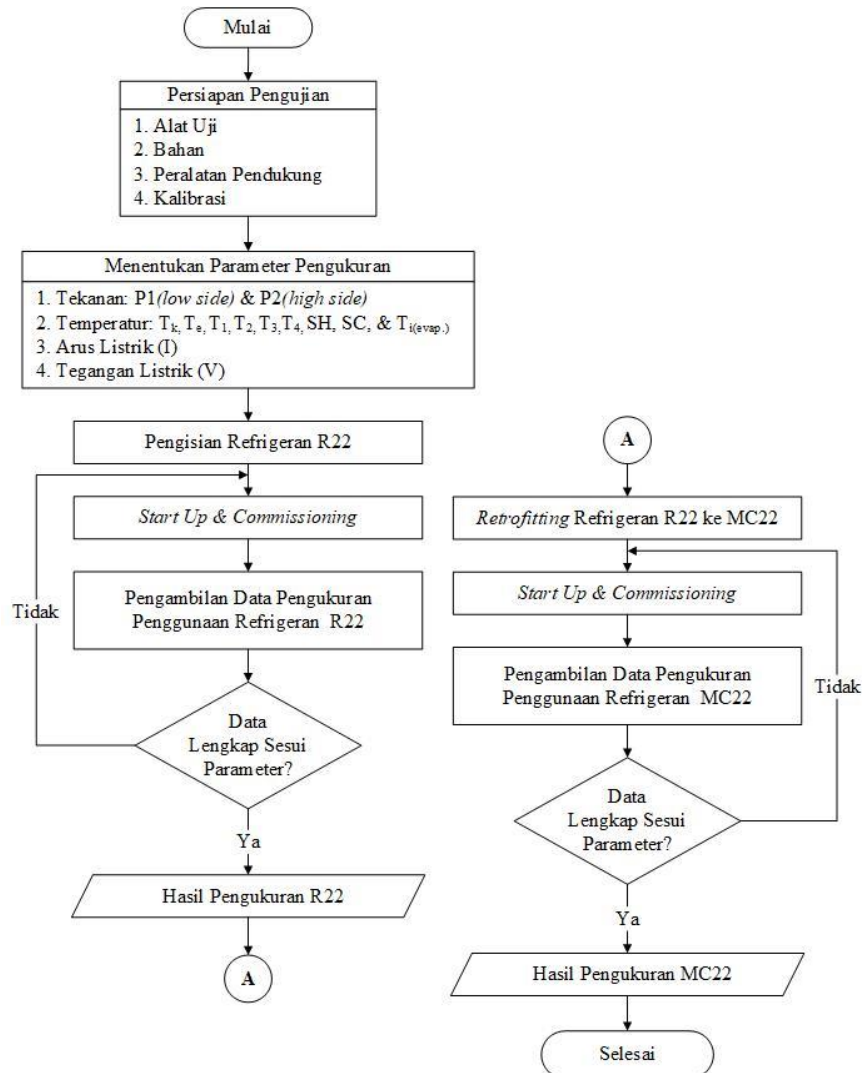 Mulai
Persiapan Pengujian
1. Alat Uji
2. Bahan
3. Peralatan Pendukung
4. Kalibrasi
Menentukan Parameter Pengukuran
1. Tekanan: P1(low side) & P2(high side)
2. Temperatur: Tk, Te, T1, T2, T3, T4, SH, SC, & Ti(evap.)
3. Arus Listrik (I)
4. Tegangan Listrik (V)
Pengisian Refrigeran R22
Start Up & Commissioning
Pengambilan Data Pengukuran
Penggunaan Refrigeran R22
Tidak
Data
Lengkap Sesui
Parameter?
Ya
Hasil Pengukuran R22
A
A
Retrofitting Refrigeran R22 ke MC22
Start Up & Commissioning
Pengambilan Data Pengukuran
Penggunaan Refrigeran MC22
Tidak
Data
Lengkap Sesui
Parameter?
Ya
Hasil Pengukuran MC22
Selesai